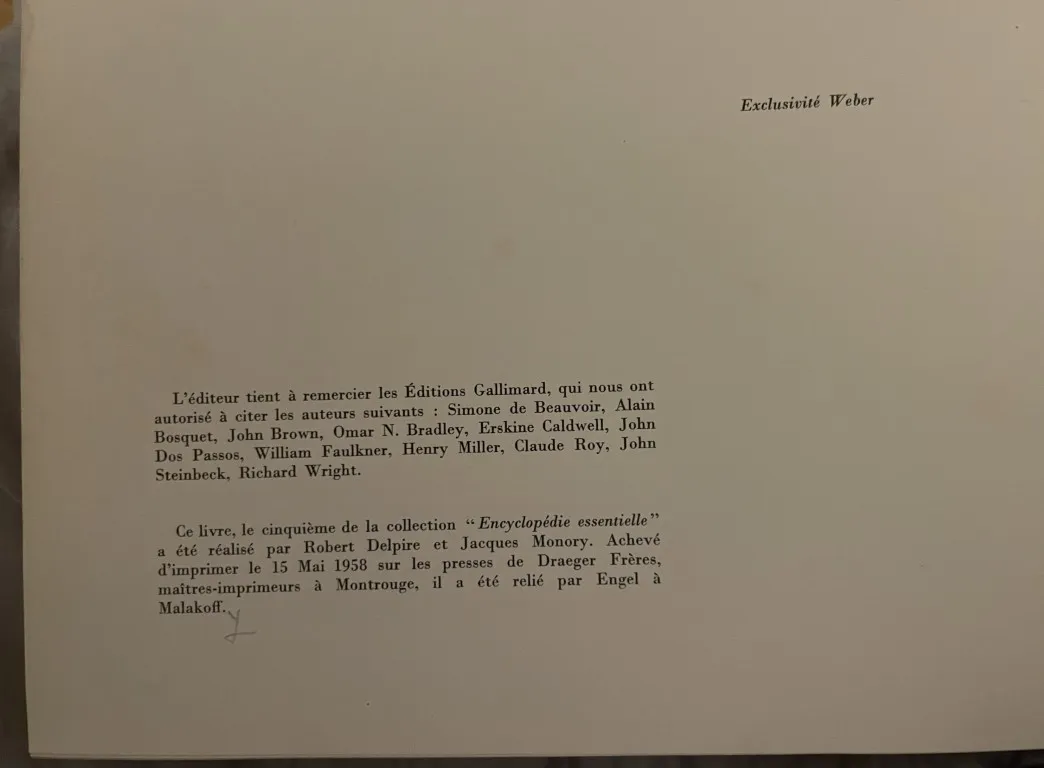 Exclusivité Weber
L'éditeur tient à remercier les Éditions Gallimard, qui nous ont
autorisé à citer les auteurs suivants : Simone de Beauvoir, Alain
Bosquet, John Brown, Omar N. Bradley, Erskine Caldwell, John
Dos Passos, William Faulkner, Henry Miller, Claude Roy, John
Steinbeck, Richard Wright.
Ce livre, le cinquième de la collection “Encyclopédie essentielle”
a été réalisé par Robert Delpire et Jacques Monory. Achevé
d'imprimer le 15 Mai 1958 sur les presses de Draeger Frères,
maîtres-imprimeurs à Montrouge, il a été relié par Engel à
Malakoff.